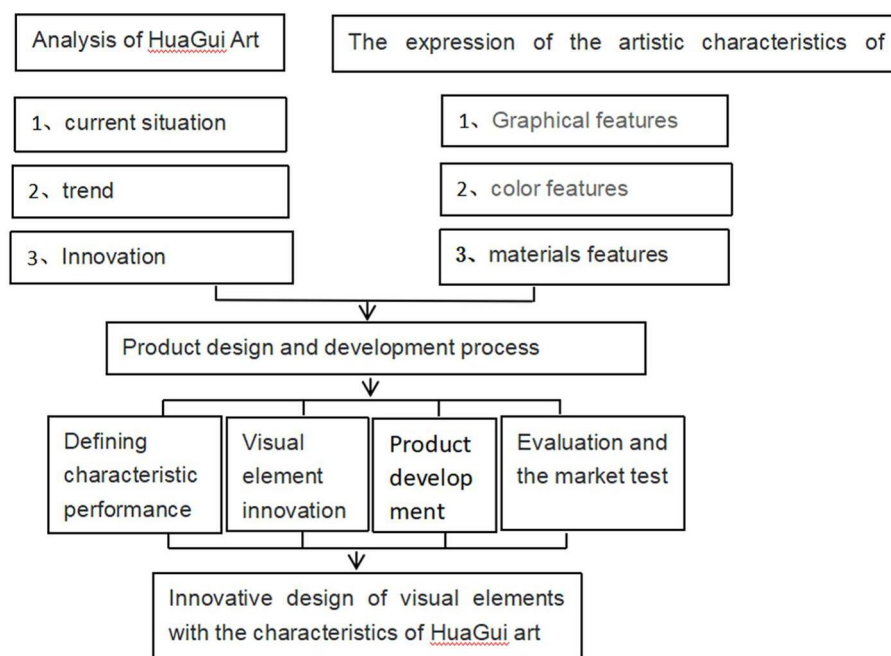 Analysis of HuaGui Art
The expression of the artistic characteristics of
1、current situation
2、trend
3、Innovation
1、Graphical features
2、color features
3、materials features
Product design and development process
Defining
characteristic
performance
Visual
element
innovation
Product
develop
ment
Evaluation and
the market test
Innovative design of visual elements
with the characteristics of HuaGui art